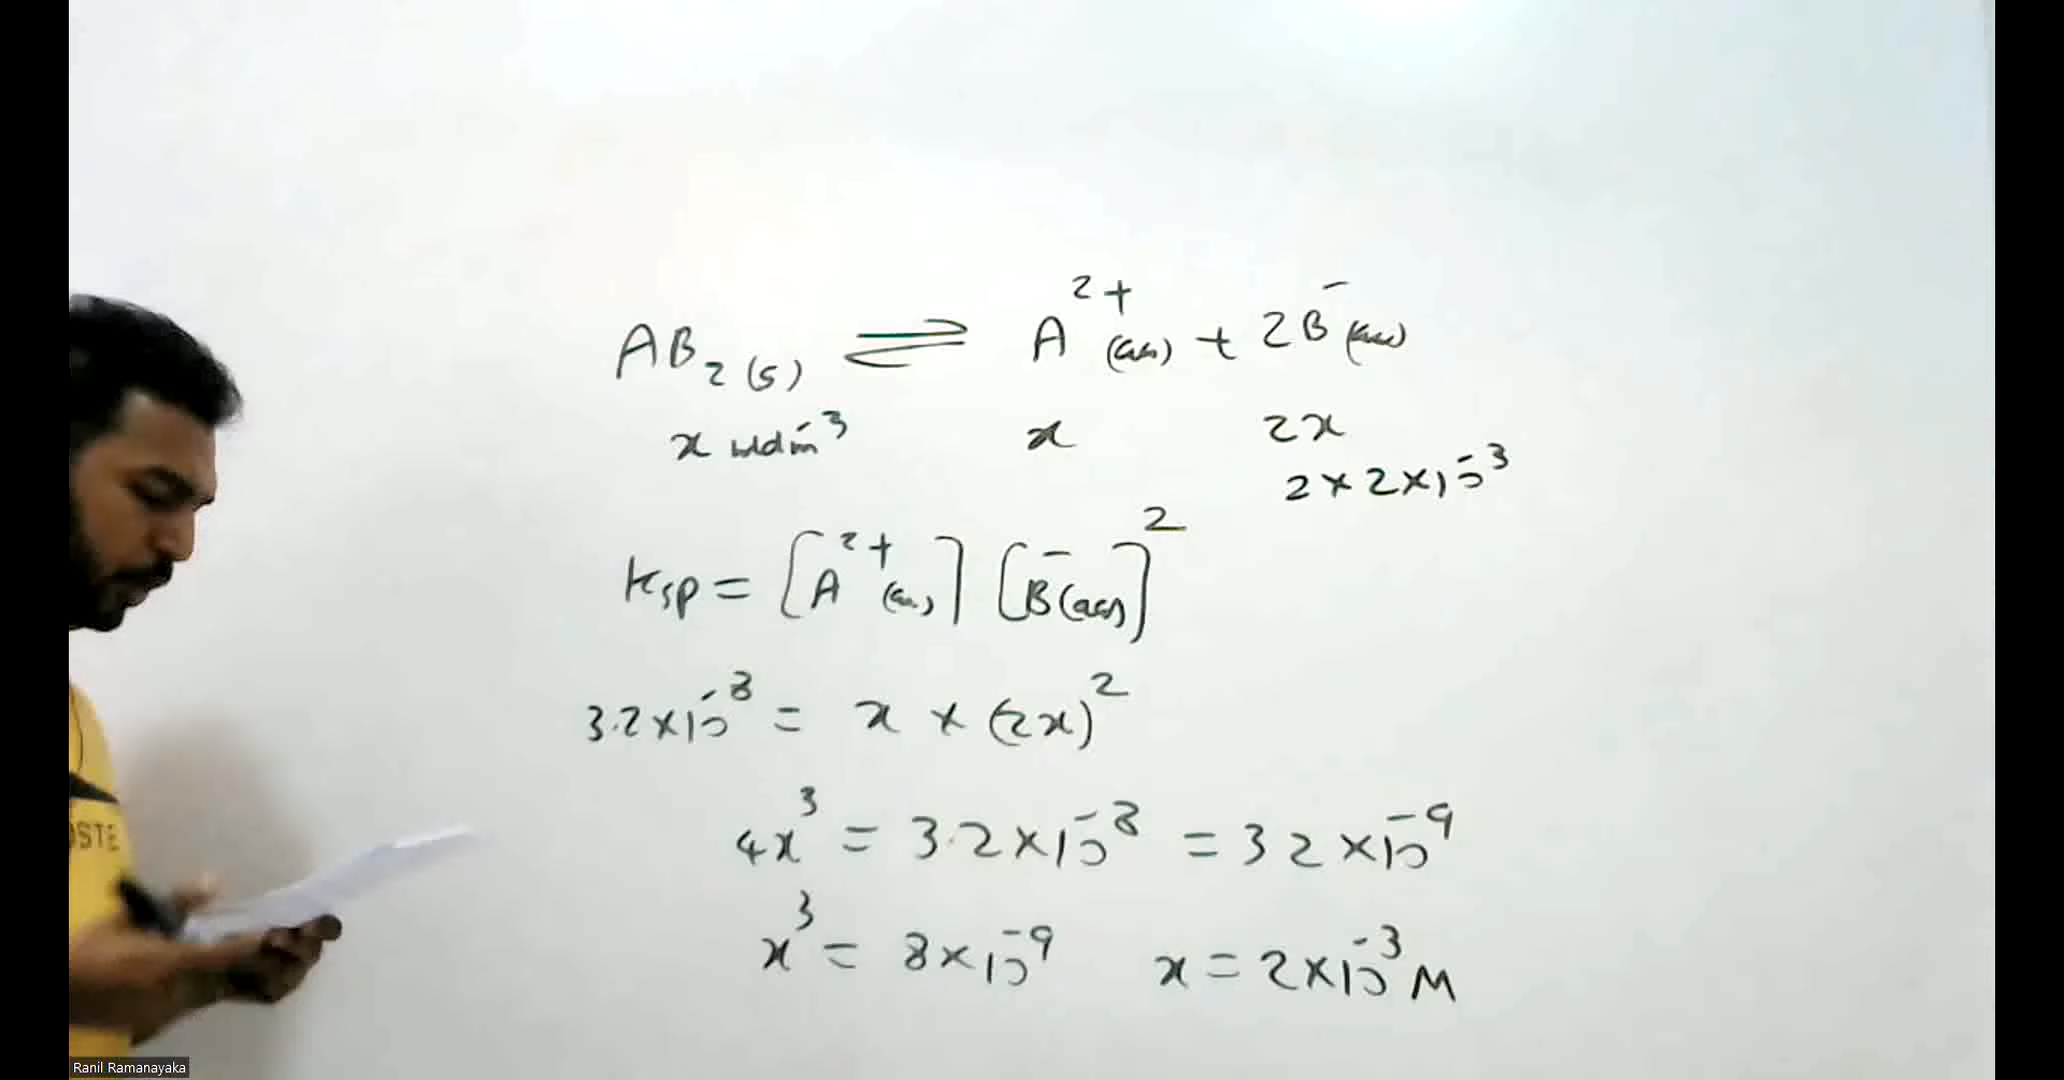 AB₂(s) ⇌ A²⁺(aq) + 2B⁻(aq)
x moldm⁻³ x 2x
2 × 2 × 10⁻³
Ksp = [A²⁺(aq)] [B⁻(aq)]²
3.2 × 10⁻⁸ = x × (2x)²
4x³ = 3.2 × 10⁻⁸ = 32 × 10⁻⁹
x³ = 8 × 10⁻⁹ x = 2 × 10⁻³ M
OSTE
Ranil Ramanayaka